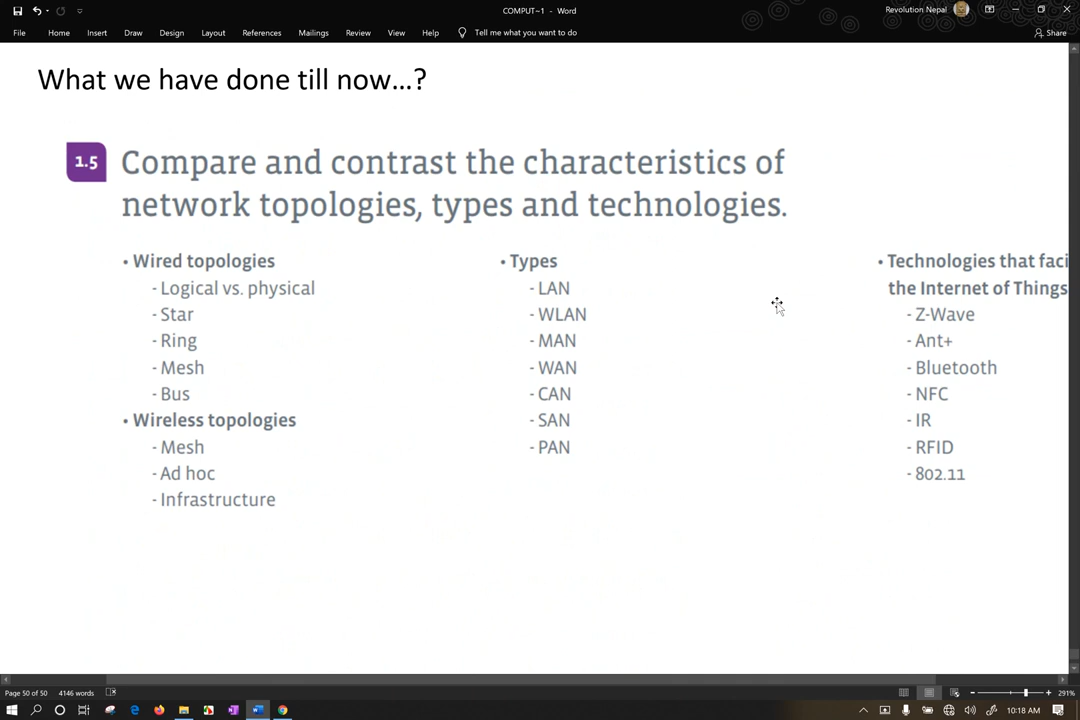 COMPUT~1 - Word
Revolution Nepal
File Home Insert Draw Design Layout References Mailings Review View Help Tell me what you want to do Share
What we have done till now...?
1.5 Compare and contrast the characteristics of
network topologies, types and technologies.
• Wired topologies
- Logical vs. physical
- Star
- Ring
- Mesh
- Bus
• Wireless topologies
- Mesh
- Ad hoc
- Infrastructure
• Types
- LAN
- WLAN
- MAN
- WAN
- CAN
- SAN
- PAN
• Technologies that faci
the Internet of Things
- Z-Wave
- Ant+
- Bluetooth
- NFC
- IR
- RFID
- 802.11
Page 50 of 50 4146 words 291%
10:18 AM